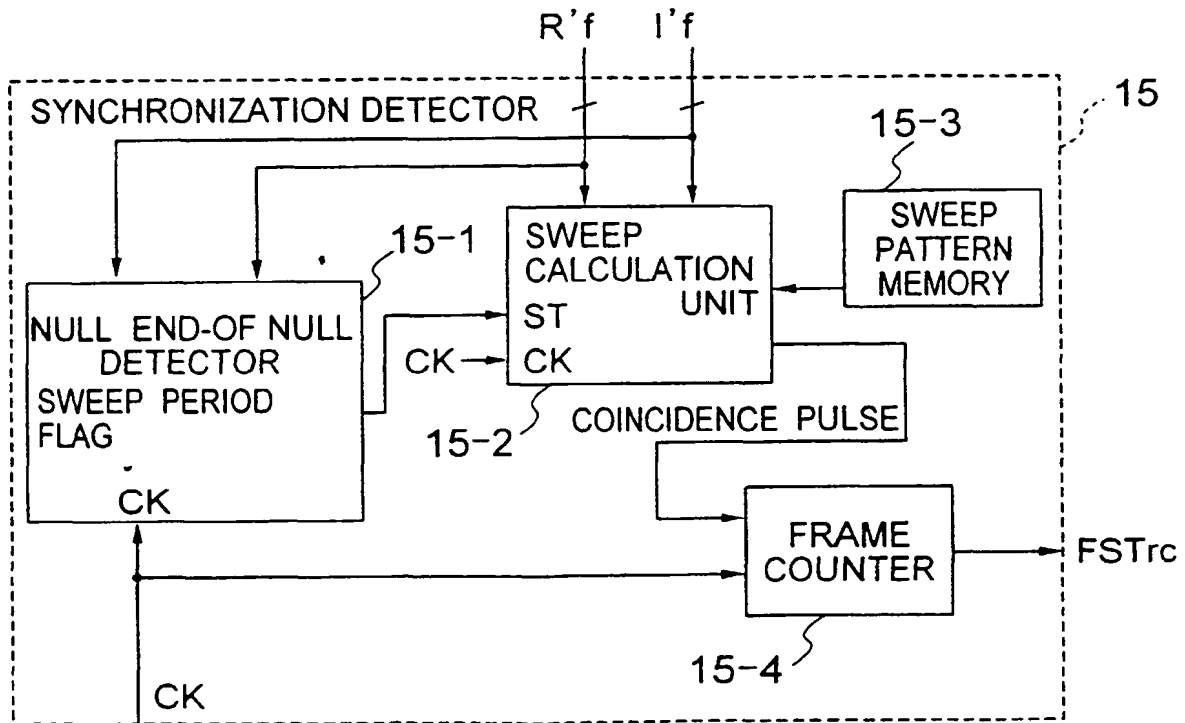 R'f I'f
SYNCHRONIZATION DETECTOR
15
15-3
SWEEP
PATTERN
MEMORY
15-1
SWEEP
CALCULATION
UNIT
ST
CK
CK
15-2
NULL END-OF NULL
DETECTOR
SWEEP PERIOD
FLAG
CK
COINCIDENCE PULSE
FRAME
COUNTER
FSTrc
15-4
CK